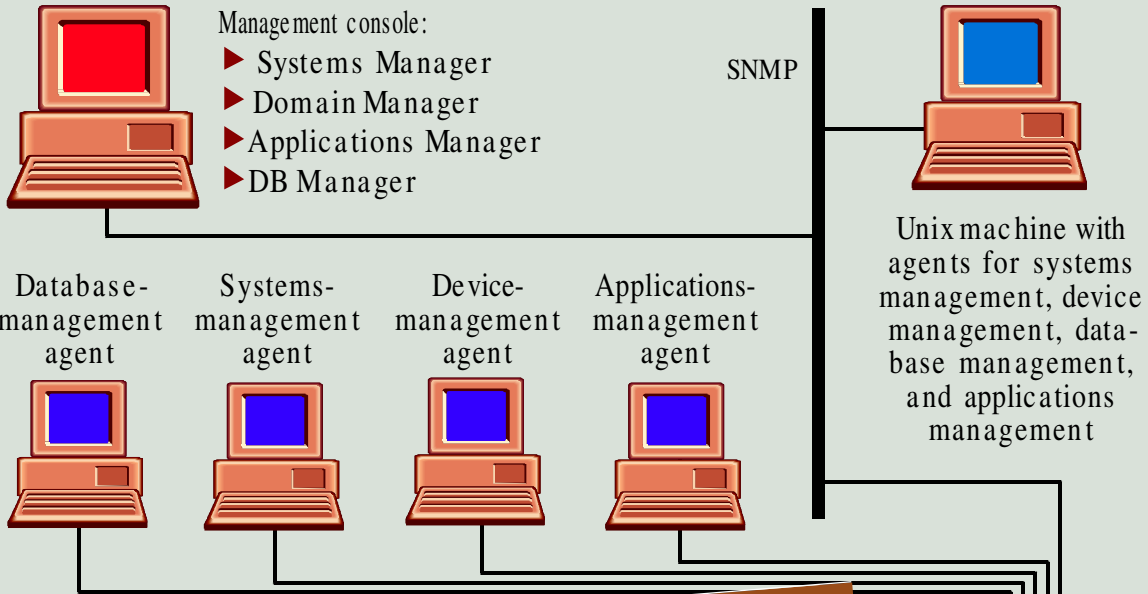 Management console:
Systems Manager
Domain Manager
Applications Manager
DB Manager
SNMP
Unix machine with
agents for systems
management, device
management, data-
base management,
and applications
management
Database-
management
agent
Systems-
management
agent
Device-
management
agent
Applications-
management
agent